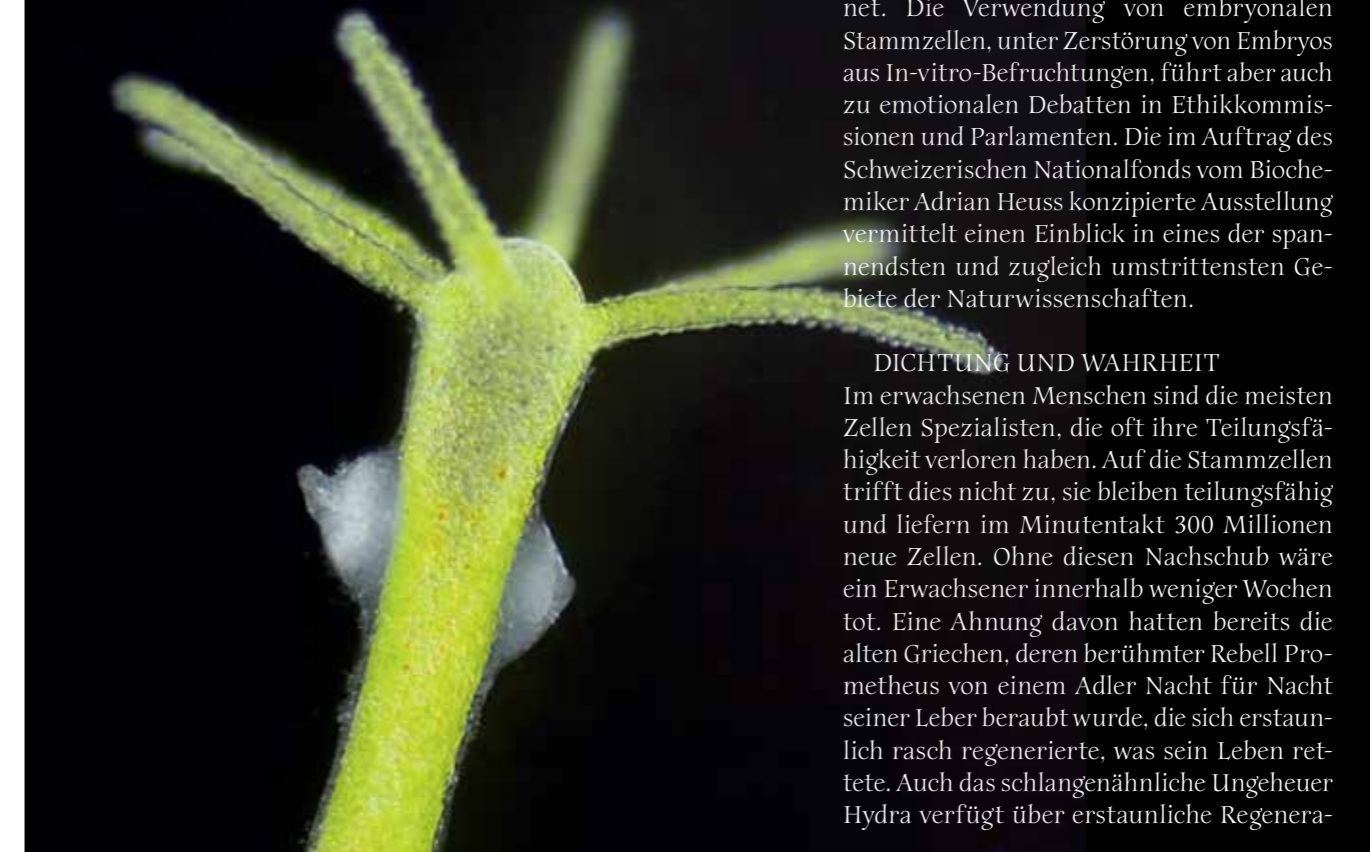 net. Die Verwendung von embryonalen
Stammzellen, unter Zerstörung von Embryos
aus In-vitro-Befruchtungen, führt aber auch
zu emotionalen Debatten in Ethikkommis-
sionen und Parlamenten. Die im Auftrag des
Schweizerischen Nationalfonds vom Bioche-
miker Adrian Heuss konzipierte Ausstellung
vermittelt einen Einblick in eines der span-
nendsten und zugleich umstrittensten Ge-
biete der Naturwissenschaften.
DICHTUNG UND WAHRHEIT
Im erwachsenen Menschen sind die meisten
Zellen Spezialisten, die oft ihre Teilungsfä-
higkeit verloren haben. Auf die Stammzellen
trifft dies nicht zu, sie bleiben teilungsfähig
und liefern im Minutentakt 300 Millionen
neue Zellen. Ohne diesen Nachschub wäre
ein Erwachsener innerhalb weniger Wochen
tot. Eine Ahnung davon hatten bereits die
alten Griechen, deren berühmter Rebell Pro-
metheus von einem Adler Nacht für Nacht
seiner Leber beraubt wurde, die sich erstaun-
lich rasch regenerierte, was sein Leben ret-
tete. Auch das schlangenähnliche Ungeheuer
Hydra verfügt über erstaunliche Regenera-